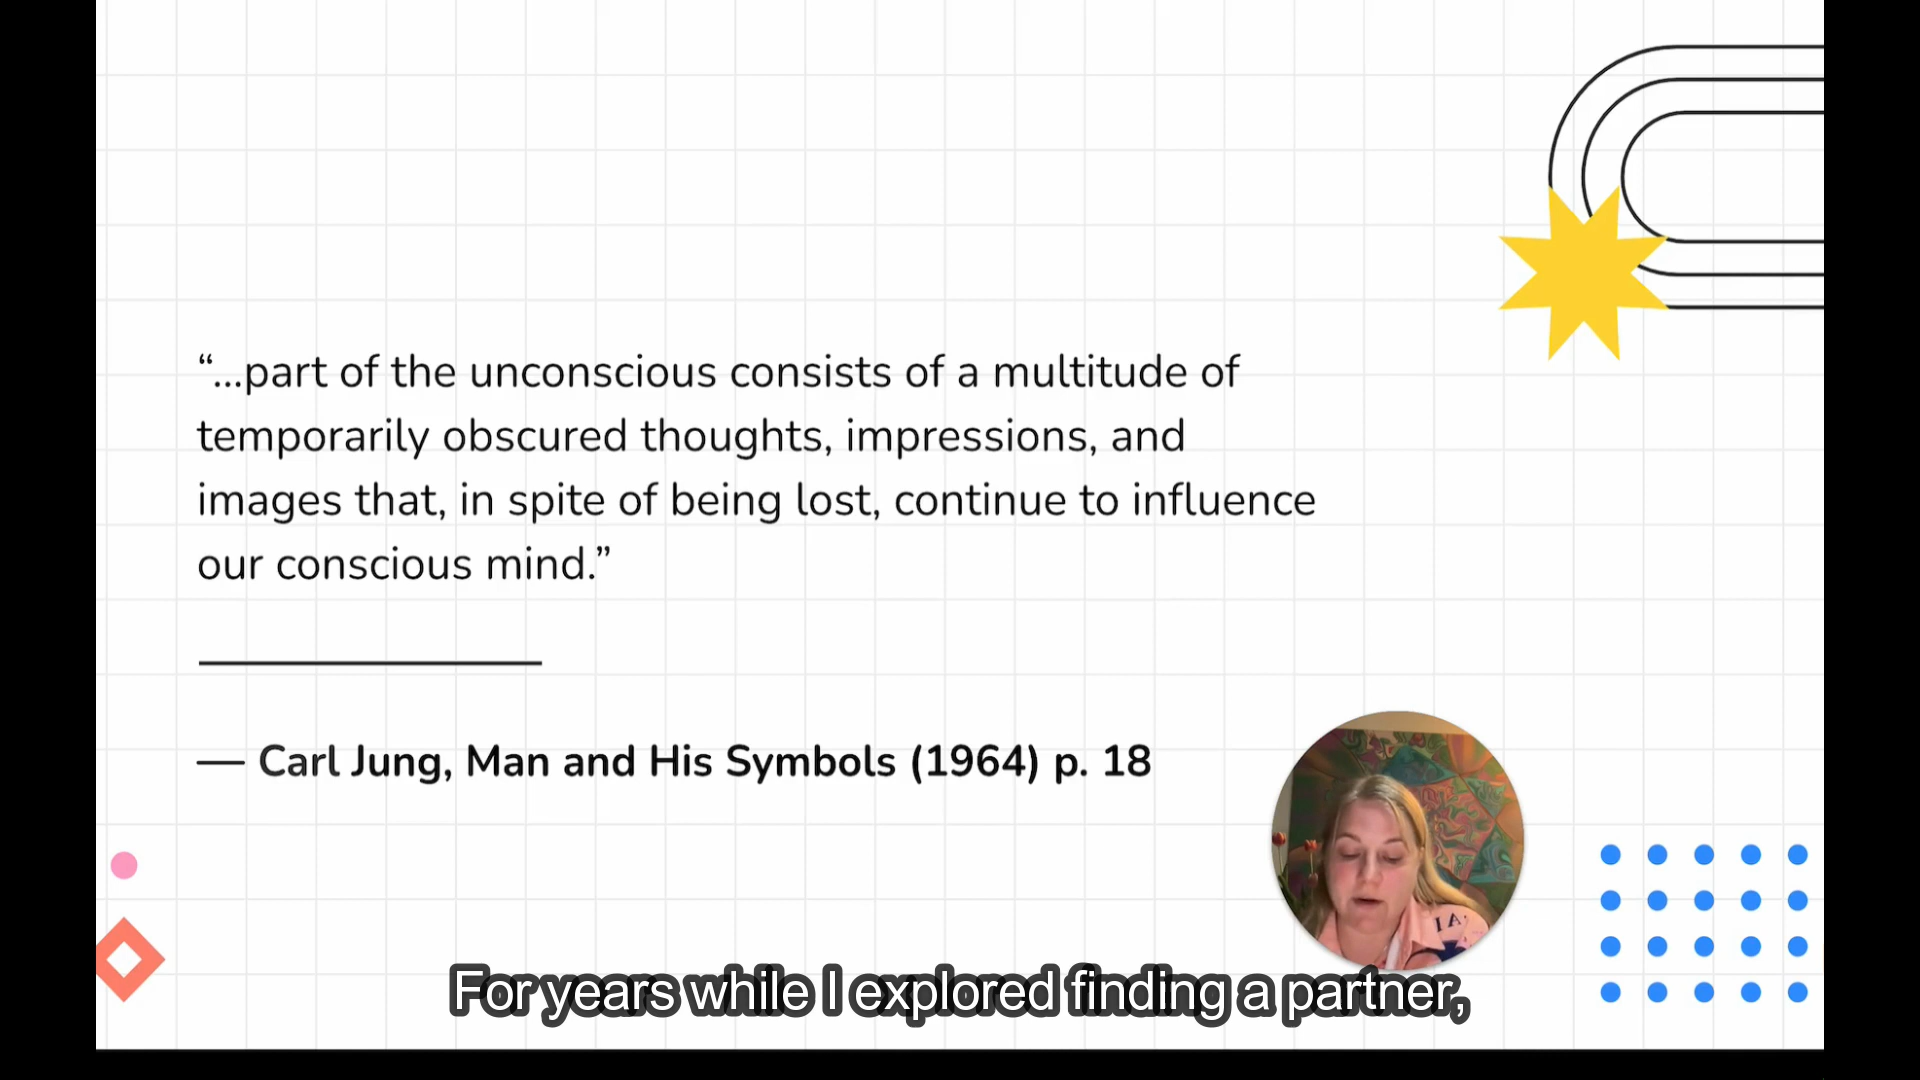 “...part of the unconscious consists of a multitude of
temporarily obscured thoughts, impressions, and
images that, in spite of being lost, continue to influence
our conscious mind.”
— Carl Jung, Man and His Symbols (1964) p. 18
IA
For years while I explored finding a partner,